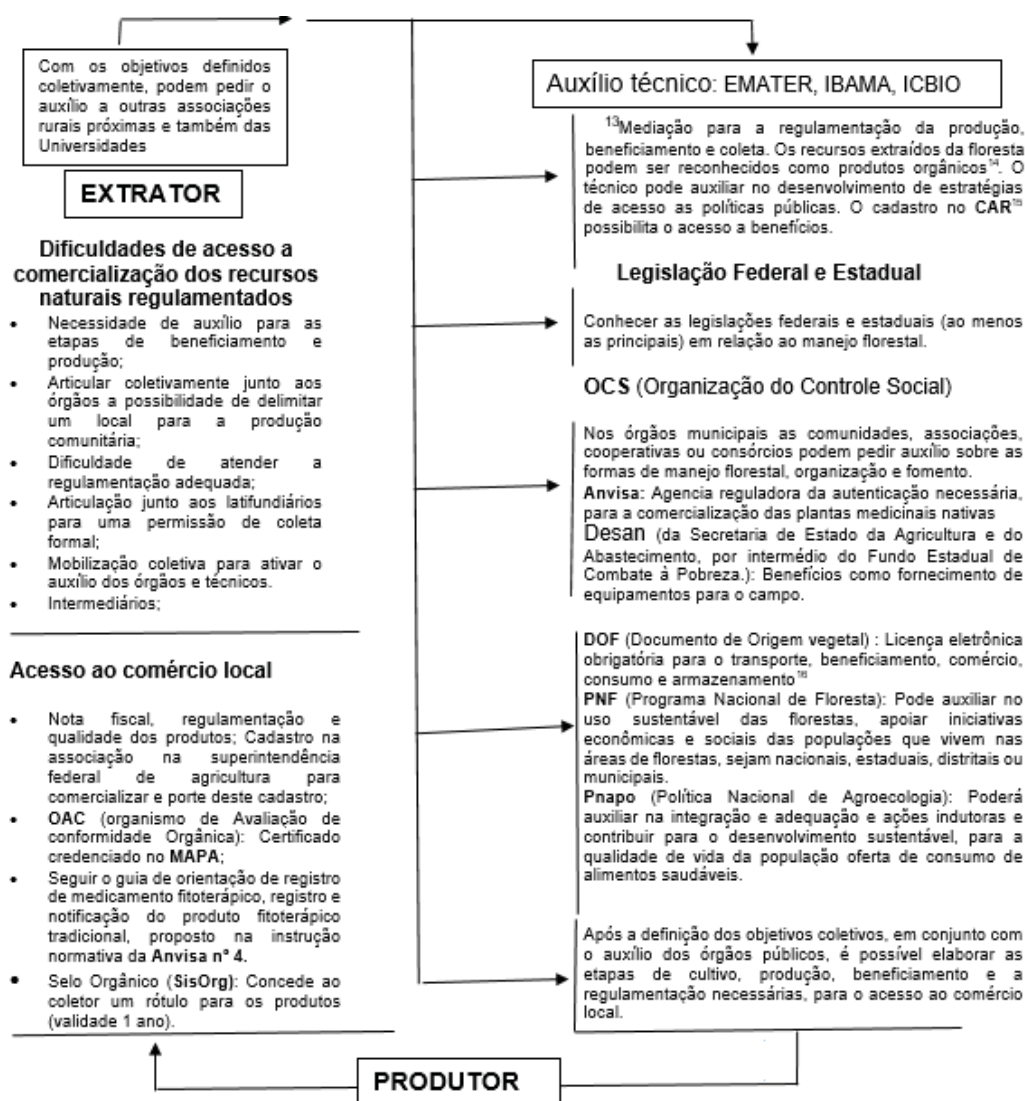 Com os objetivos definidos
coletivamente, podem pedir o
auxílio a outras associações
rurais próximas e também das
Universidades
EXTRATOR
Dificuldades de acesso a
comercialização dos recursos
naturais regulamentados
• Necessidade de auxílio para as
etapas de beneficiamento e
produção;
• Articular coletivamente junto aos
órgãos a possibilidade de delimitar
um local para a produção
comunitária;
• Dificuldade de atender a
regulamentação adequada;
• Articulação junto aos latifundiários
para uma permissão de coleta
formal;
• Mobilização coletiva para ativar o
auxílio dos órgãos e técnicos.
• Intermediários;
Acesso ao comércio local
• Nota fiscal, regulamentação e
qualidade dos produtos; Cadastro na
associação na superintendência
federal de agricultura para
comercializar e porte deste cadastro;
• OAC (organismo de Avaliação de
conformidade Orgânica): Certificado
credenciado no MAPA;
• Seguir o guia de orientação de registro
de medicamento fitoterápico, registro e
notificação do produto fitoterápico
tradicional, proposto na instrução
normativa da Anvisa nº 4.
• Selo Orgânico (SisOrg): Concede ao
coletor um rótulo para os produtos
(validade 1 ano).
Auxílio técnico: EMATER, IBAMA, ICBIO
13Mediação para a regulamentação da produção,
beneficiamento e coleta. Os recursos extraídos da floresta
podem ser reconhecidos como produtos orgânicos14. O
técnico pode auxiliar no desenvolvimento de estratégias
de acesso as políticas públicas. O cadastro no CAR15
possibilita o acesso a benefícios.
Legislação Federal e Estadual
Conhecer as legislações federais e estaduais (ao menos
as principais) em relação ao manejo florestal.
OCS (Organização do Controle Social)
Nos órgãos municipais as comunidades, associações,
cooperativas ou consórcios podem pedir auxílio sobre as
formas de manejo florestal, organização e fomento.
Anvisa: Agencia reguladora da autenticação necessária,
para a comercialização das plantas medicinais nativas
Desan (da Secretaria de Estado da Agricultura e do
Abastecimento, por intermédio do Fundo Estadual de
Combate à Pobreza.): Benefícios como fornecimento de
equipamentos para o campo.
DOF (Documento de Origem vegetal) : Licença eletrônica
obrigatória para o transporte, beneficiamento, comércio,
consumo e armazenamento16
PNF (Programa Nacional de Floresta): Pode auxiliar no
uso sustentável das florestas, apoiar iniciativas
econômicas e sociais das populações que vivem nas
áreas de florestas, sejam nacionais, estaduais, distritais ou
municipais.
Pnapo (Política Nacional de Agroecologia): Poderá
auxiliar na integração e adequação e ações indutoras e
contribuir para o desenvolvimento sustentável, para a
qualidade de vida da população oferta de consumo de
alimentos saudáveis.
Após a definição dos objetivos coletivos, em conjunto com
o auxílio dos órgãos públicos, é possível elaborar as
etapas de cultivo, produção, beneficiamento e a
regulamentação necessárias, para o acesso ao comércio
local.
PRODUTOR